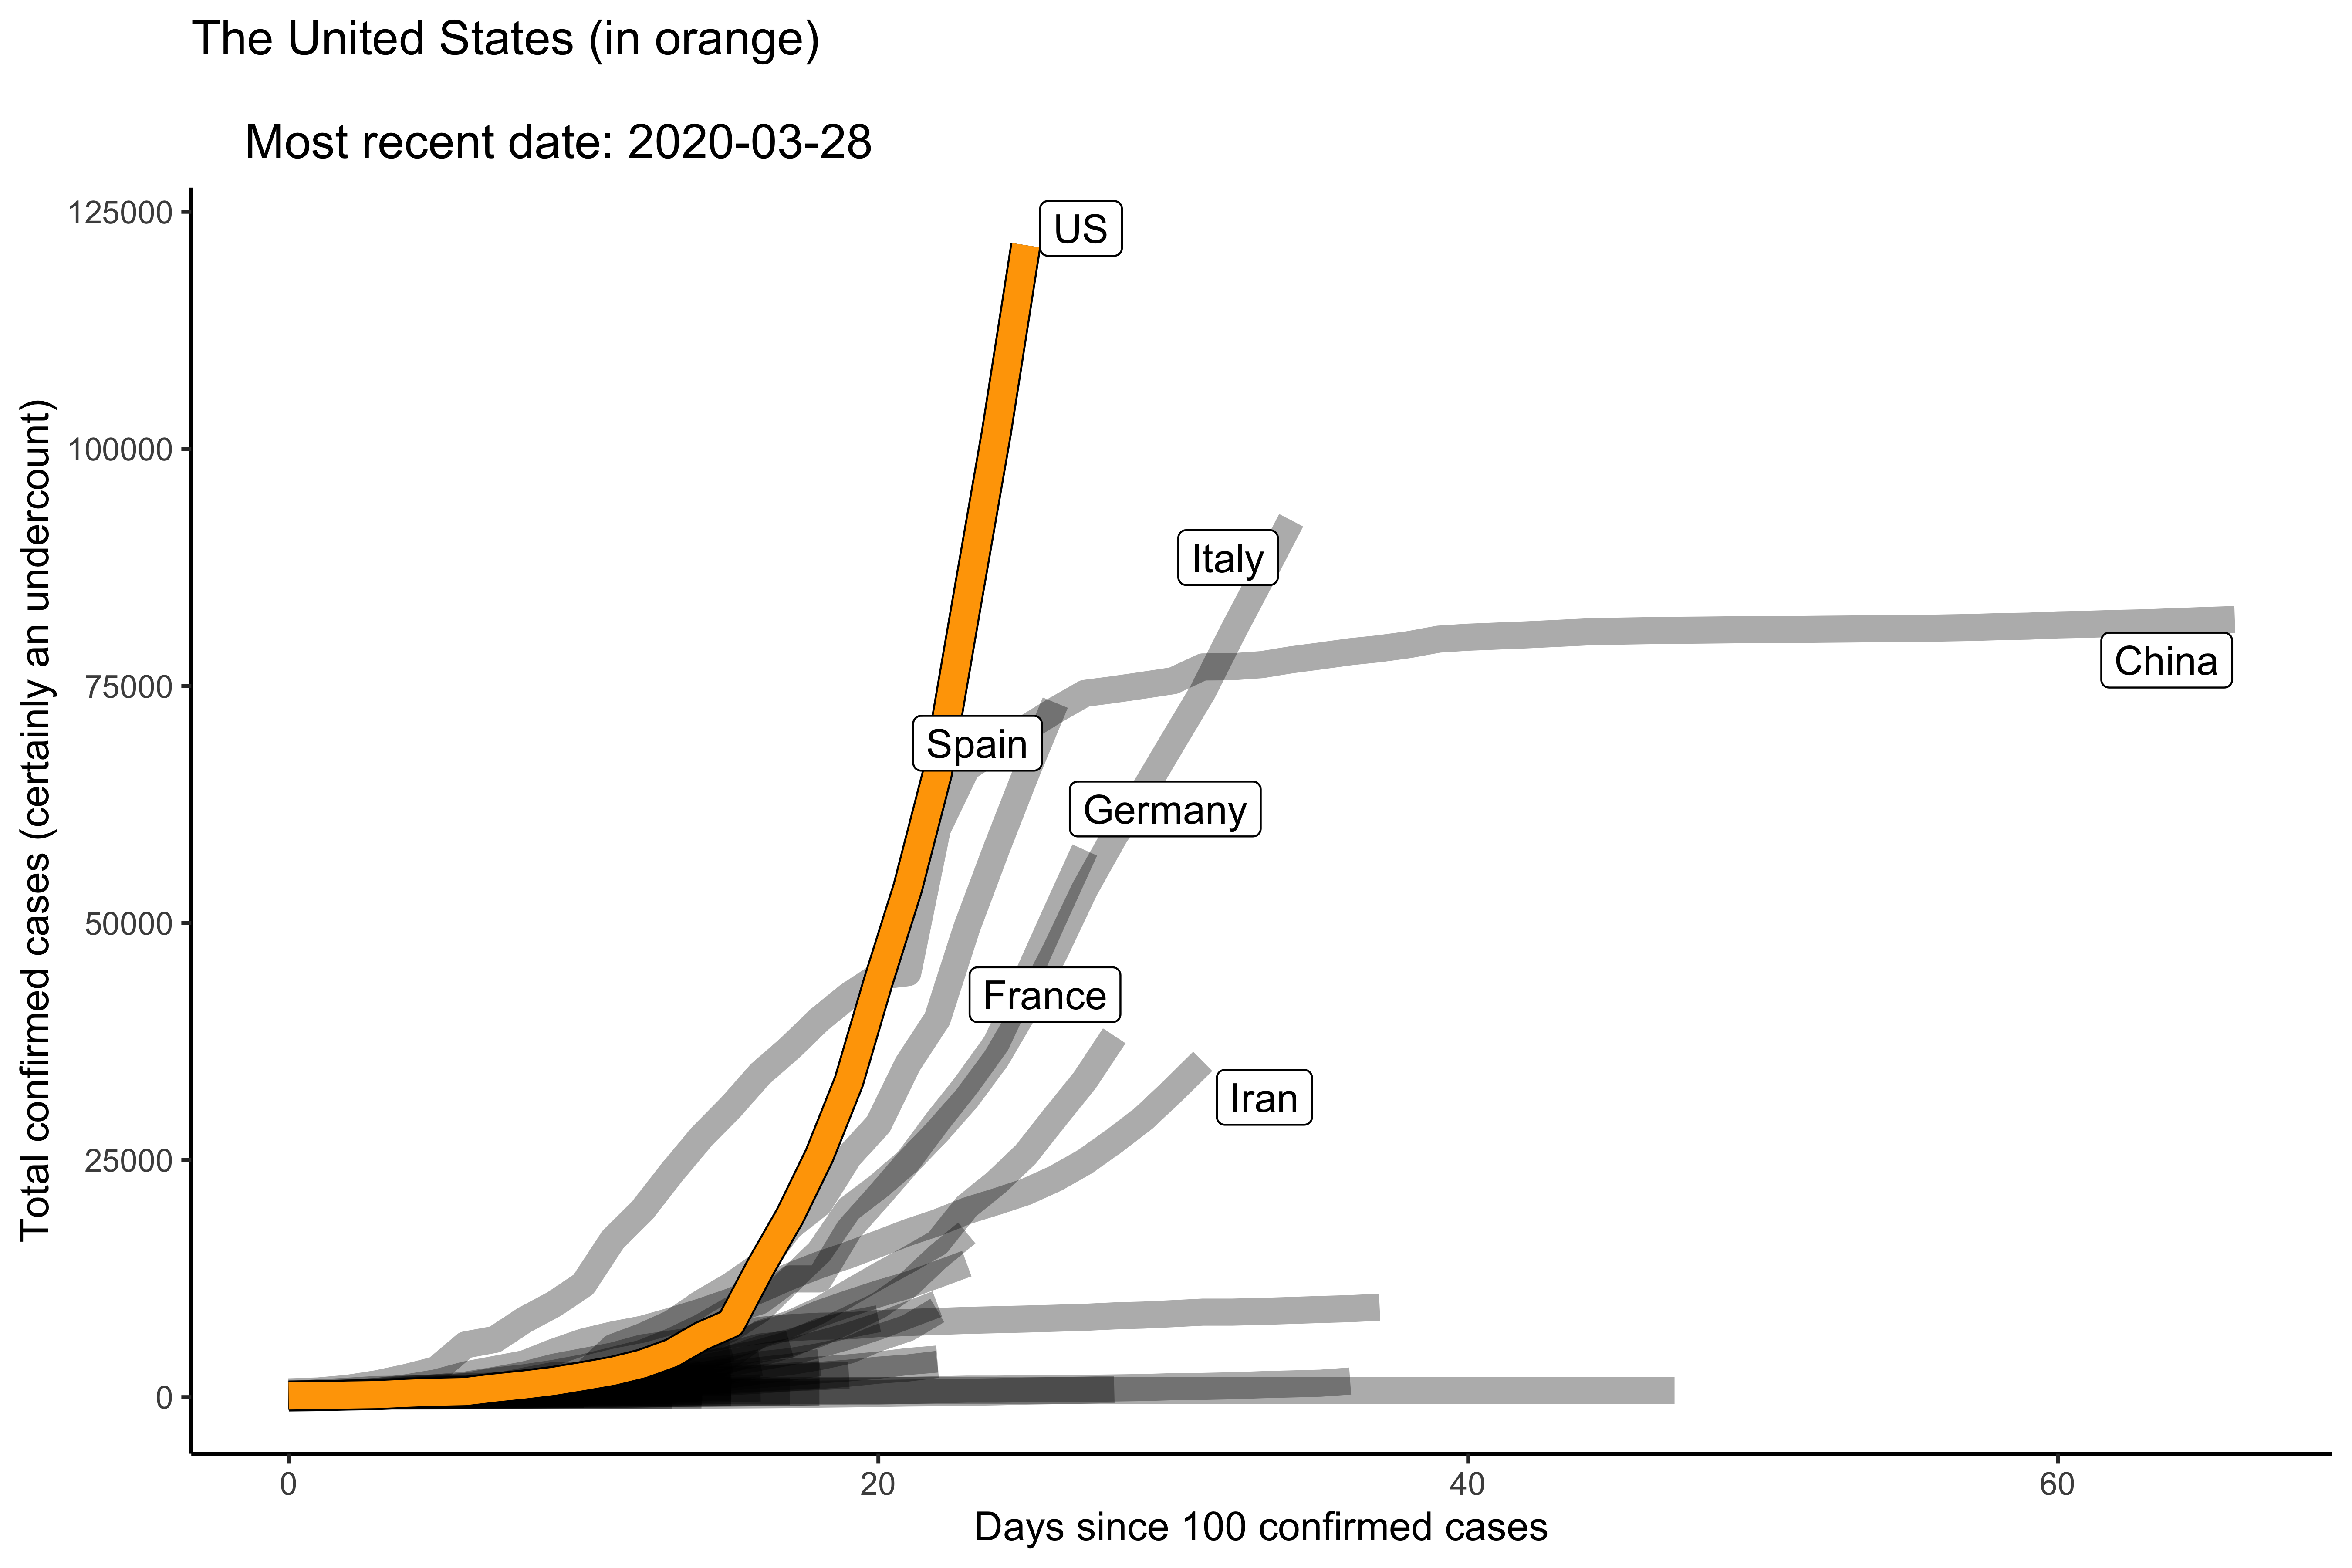 The United States (in orange)
Most recent date: 2020-03-28
Total confirmed cases (certainly an undercount)
125000
100000
75000
50000
25000
0
US
Italy
China
Spain
Germany
France
Iran
0
20
40
60
Days since 100 confirmed cases